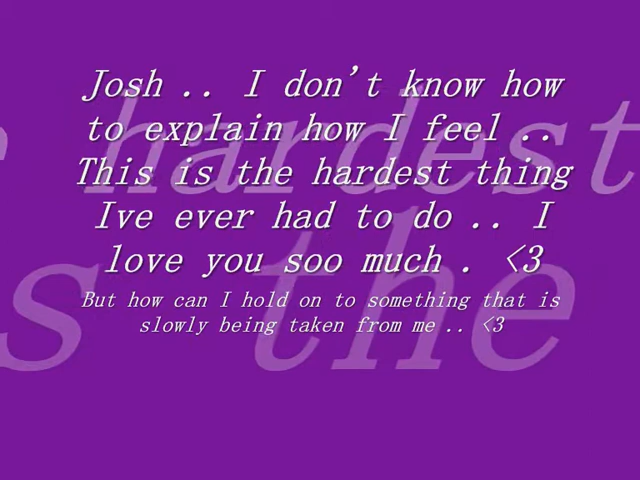 Josh .. I don't know how
to explain how I feel ..
This is the hardest thing
Ive ever had to do .. I
love you soo much . <3
But how can I hold on to something that is
slowly being taken from me .. <3
hardest
s the